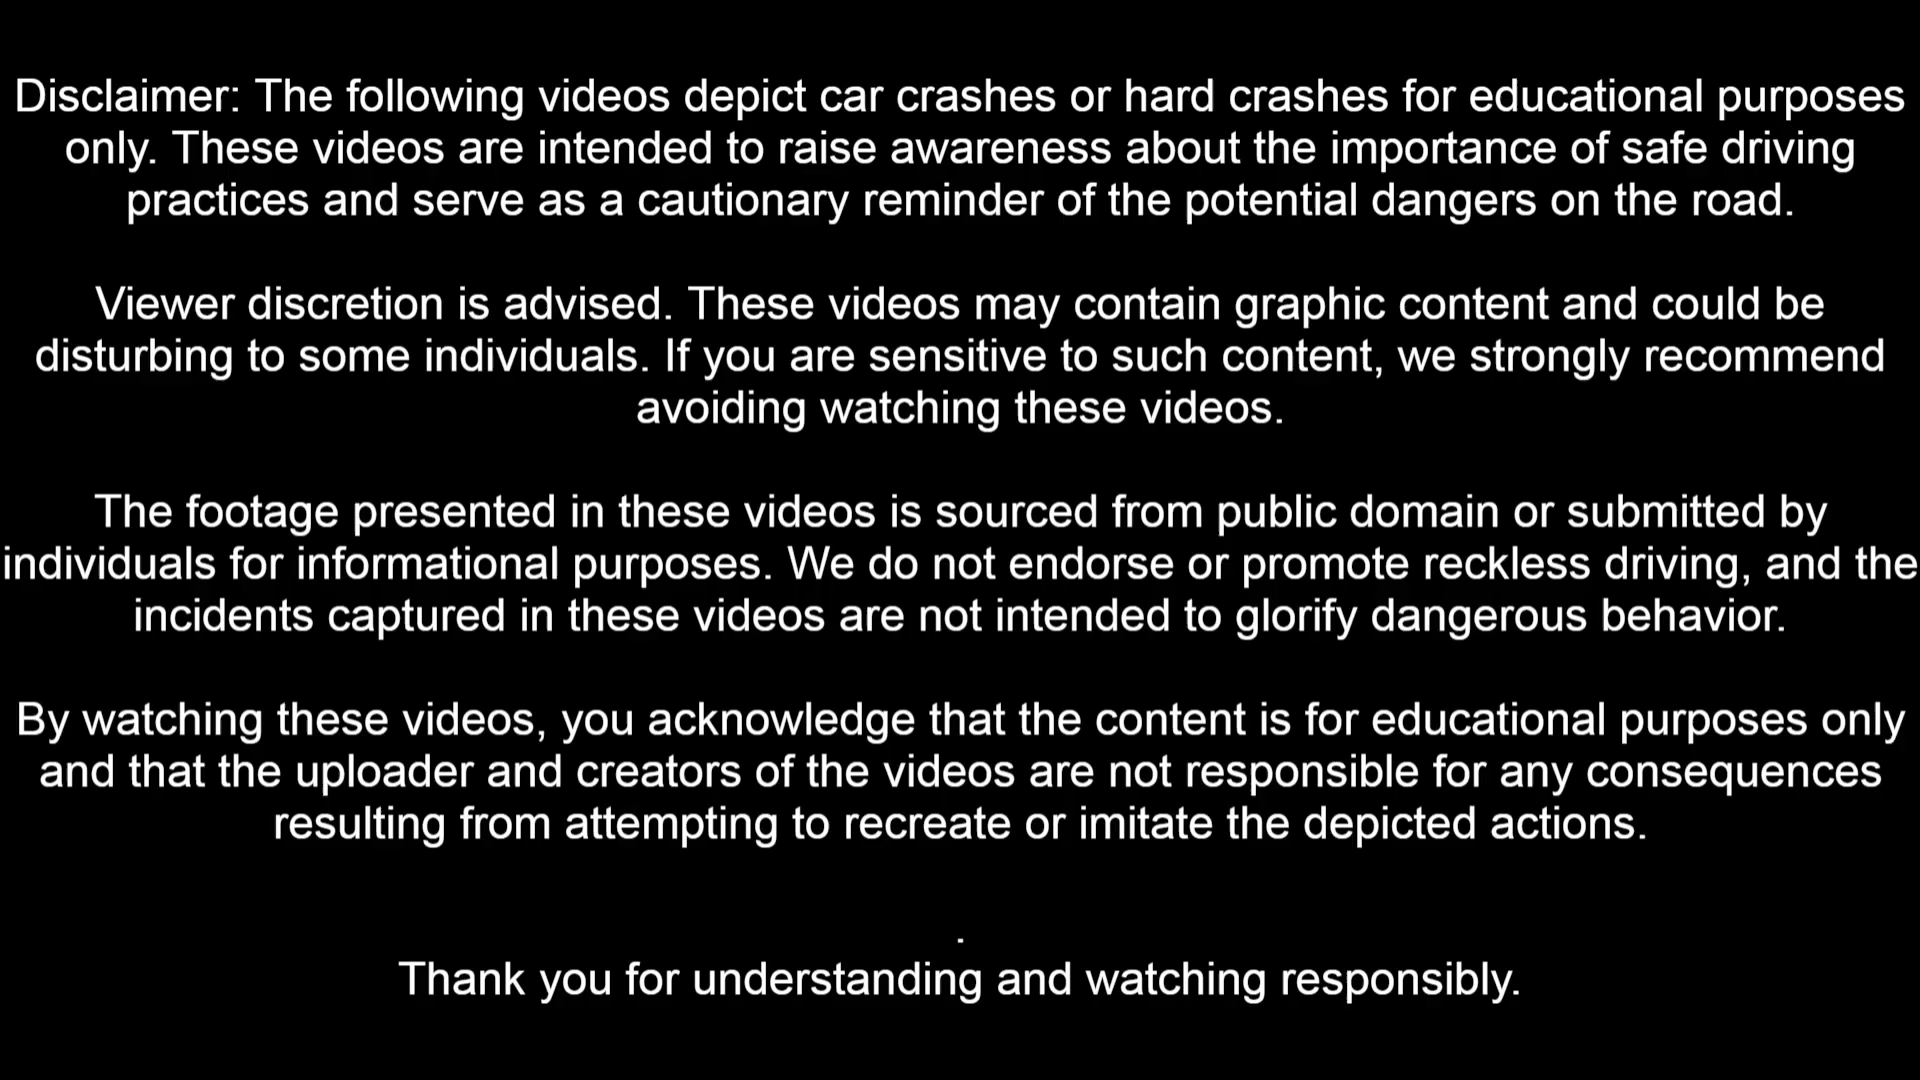 Disclaimer: The following videos depict car crashes or hard crashes for educational purposes
only. These videos are intended to raise awareness about the importance of safe driving
practices and serve as a cautionary reminder of the potential dangers on the road.
Viewer discretion is advised. These videos may contain graphic content and could be
disturbing to some individuals. If you are sensitive to such content, we strongly recommend
avoiding watching these videos.
The footage presented in these videos is sourced from public domain or submitted by
individuals for informational purposes. We do not endorse or promote reckless driving, and the
incidents captured in these videos are not intended to glorify dangerous behavior.
By watching these videos, you acknowledge that the content is for educational purposes only
and that the uploader and creators of the videos are not responsible for any consequences
resulting from attempting to recreate or imitate the depicted actions.
.
Thank you for understanding and watching responsibly.